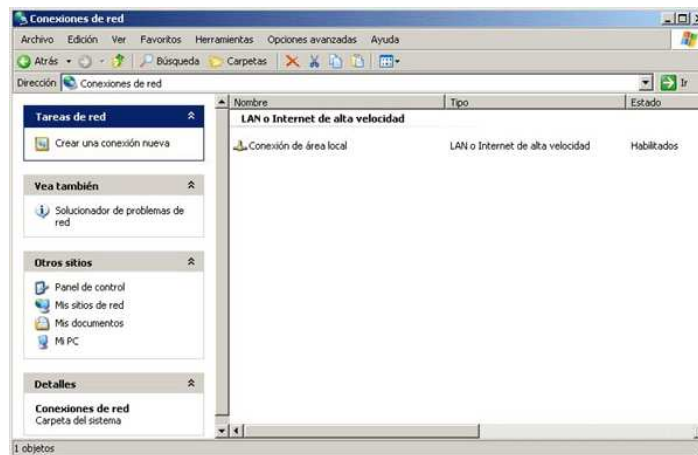 Conexiones de red
Archivo Edición Ver Favoritos Herramientas Opciones avanzadas Ayuda
Atrás Búsqueda Carpetas
Dirección Conexiones de red Ir
Tareas de red
Crear una conexión nueva
Vea también
Solucionador de problemas de
red
Otros sitios
Panel de control
Mis sitios de red
Mis documentos
Mi PC
Detalles
Conexiones de red
Carpeta del sistema
Nombre Tipo Estado
LAN o Internet de alta velocidad
Conexión de área local LAN o Internet de alta velocidad Habilitados
1 objetos